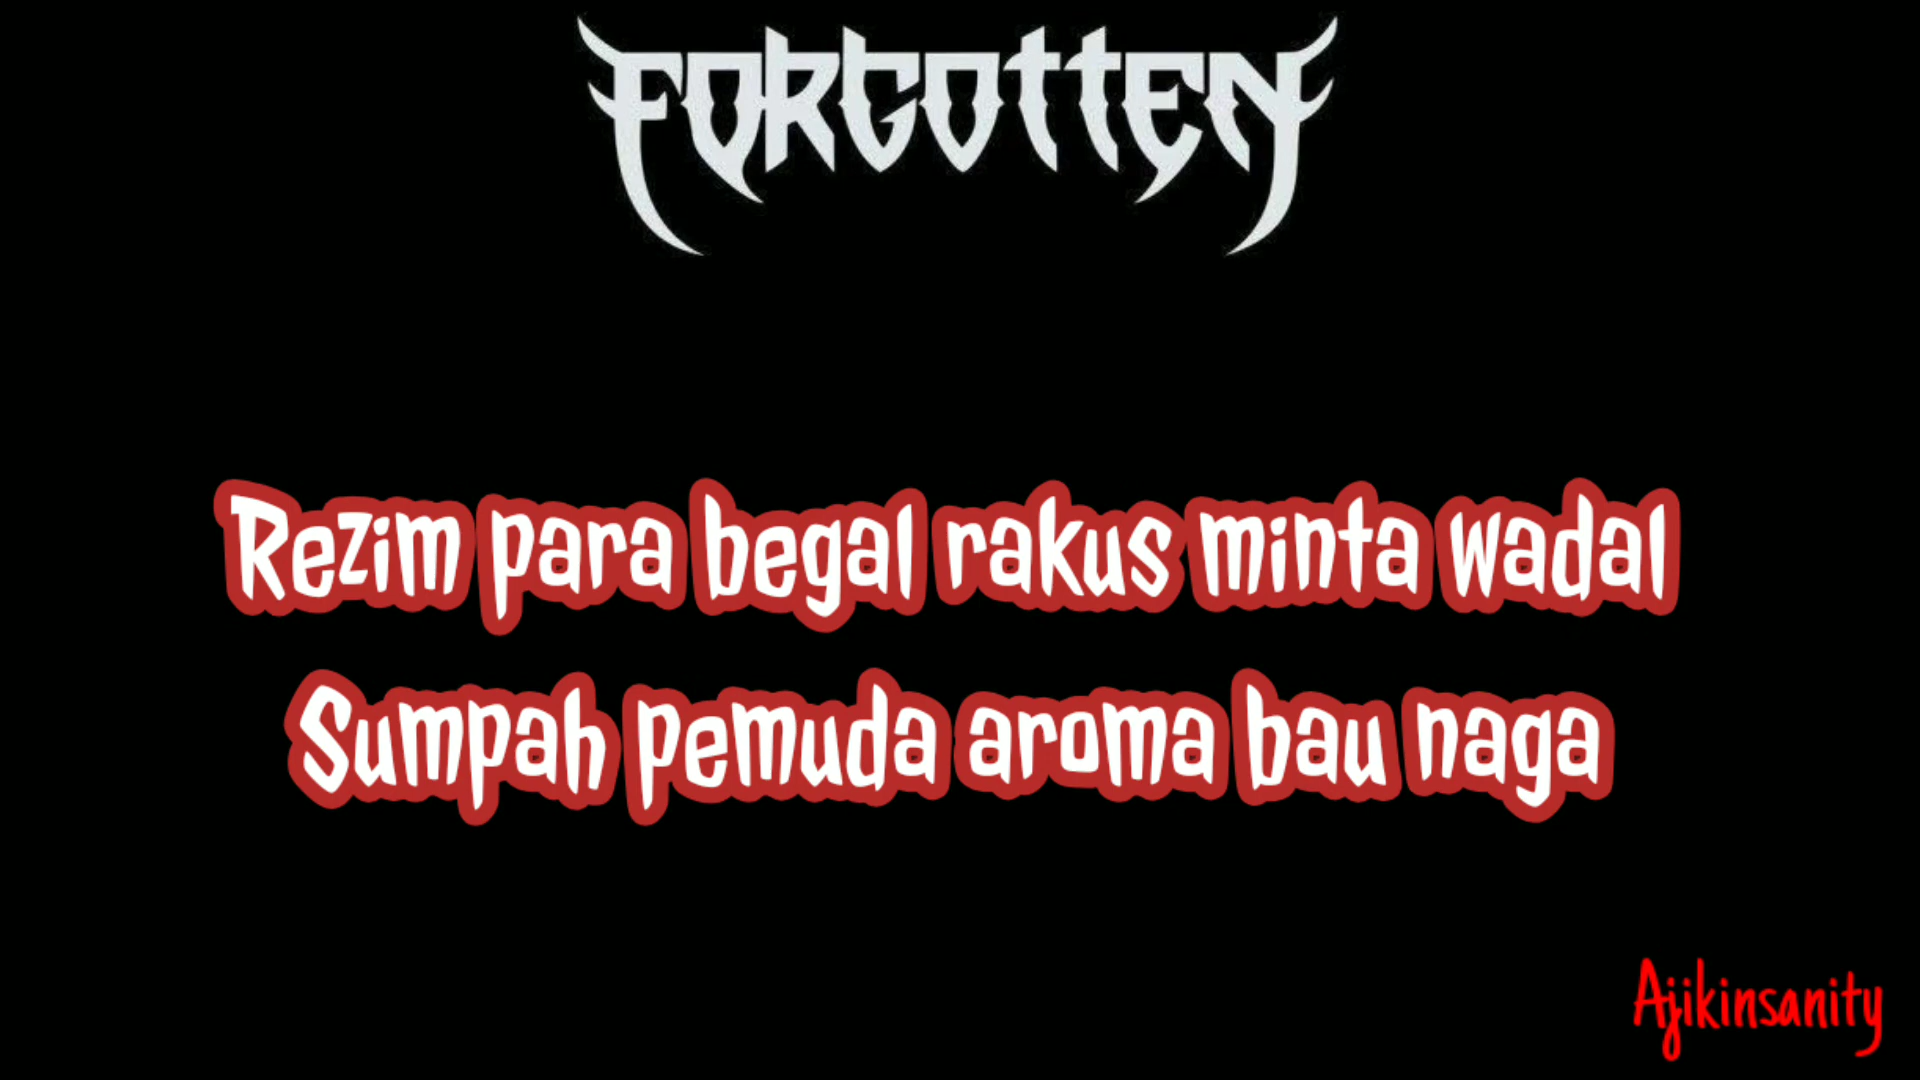 FORGOTTEN
Rezim para begal rakus minta wadal
Sumpah pemuda aroma bau naga
Ajikinsanity